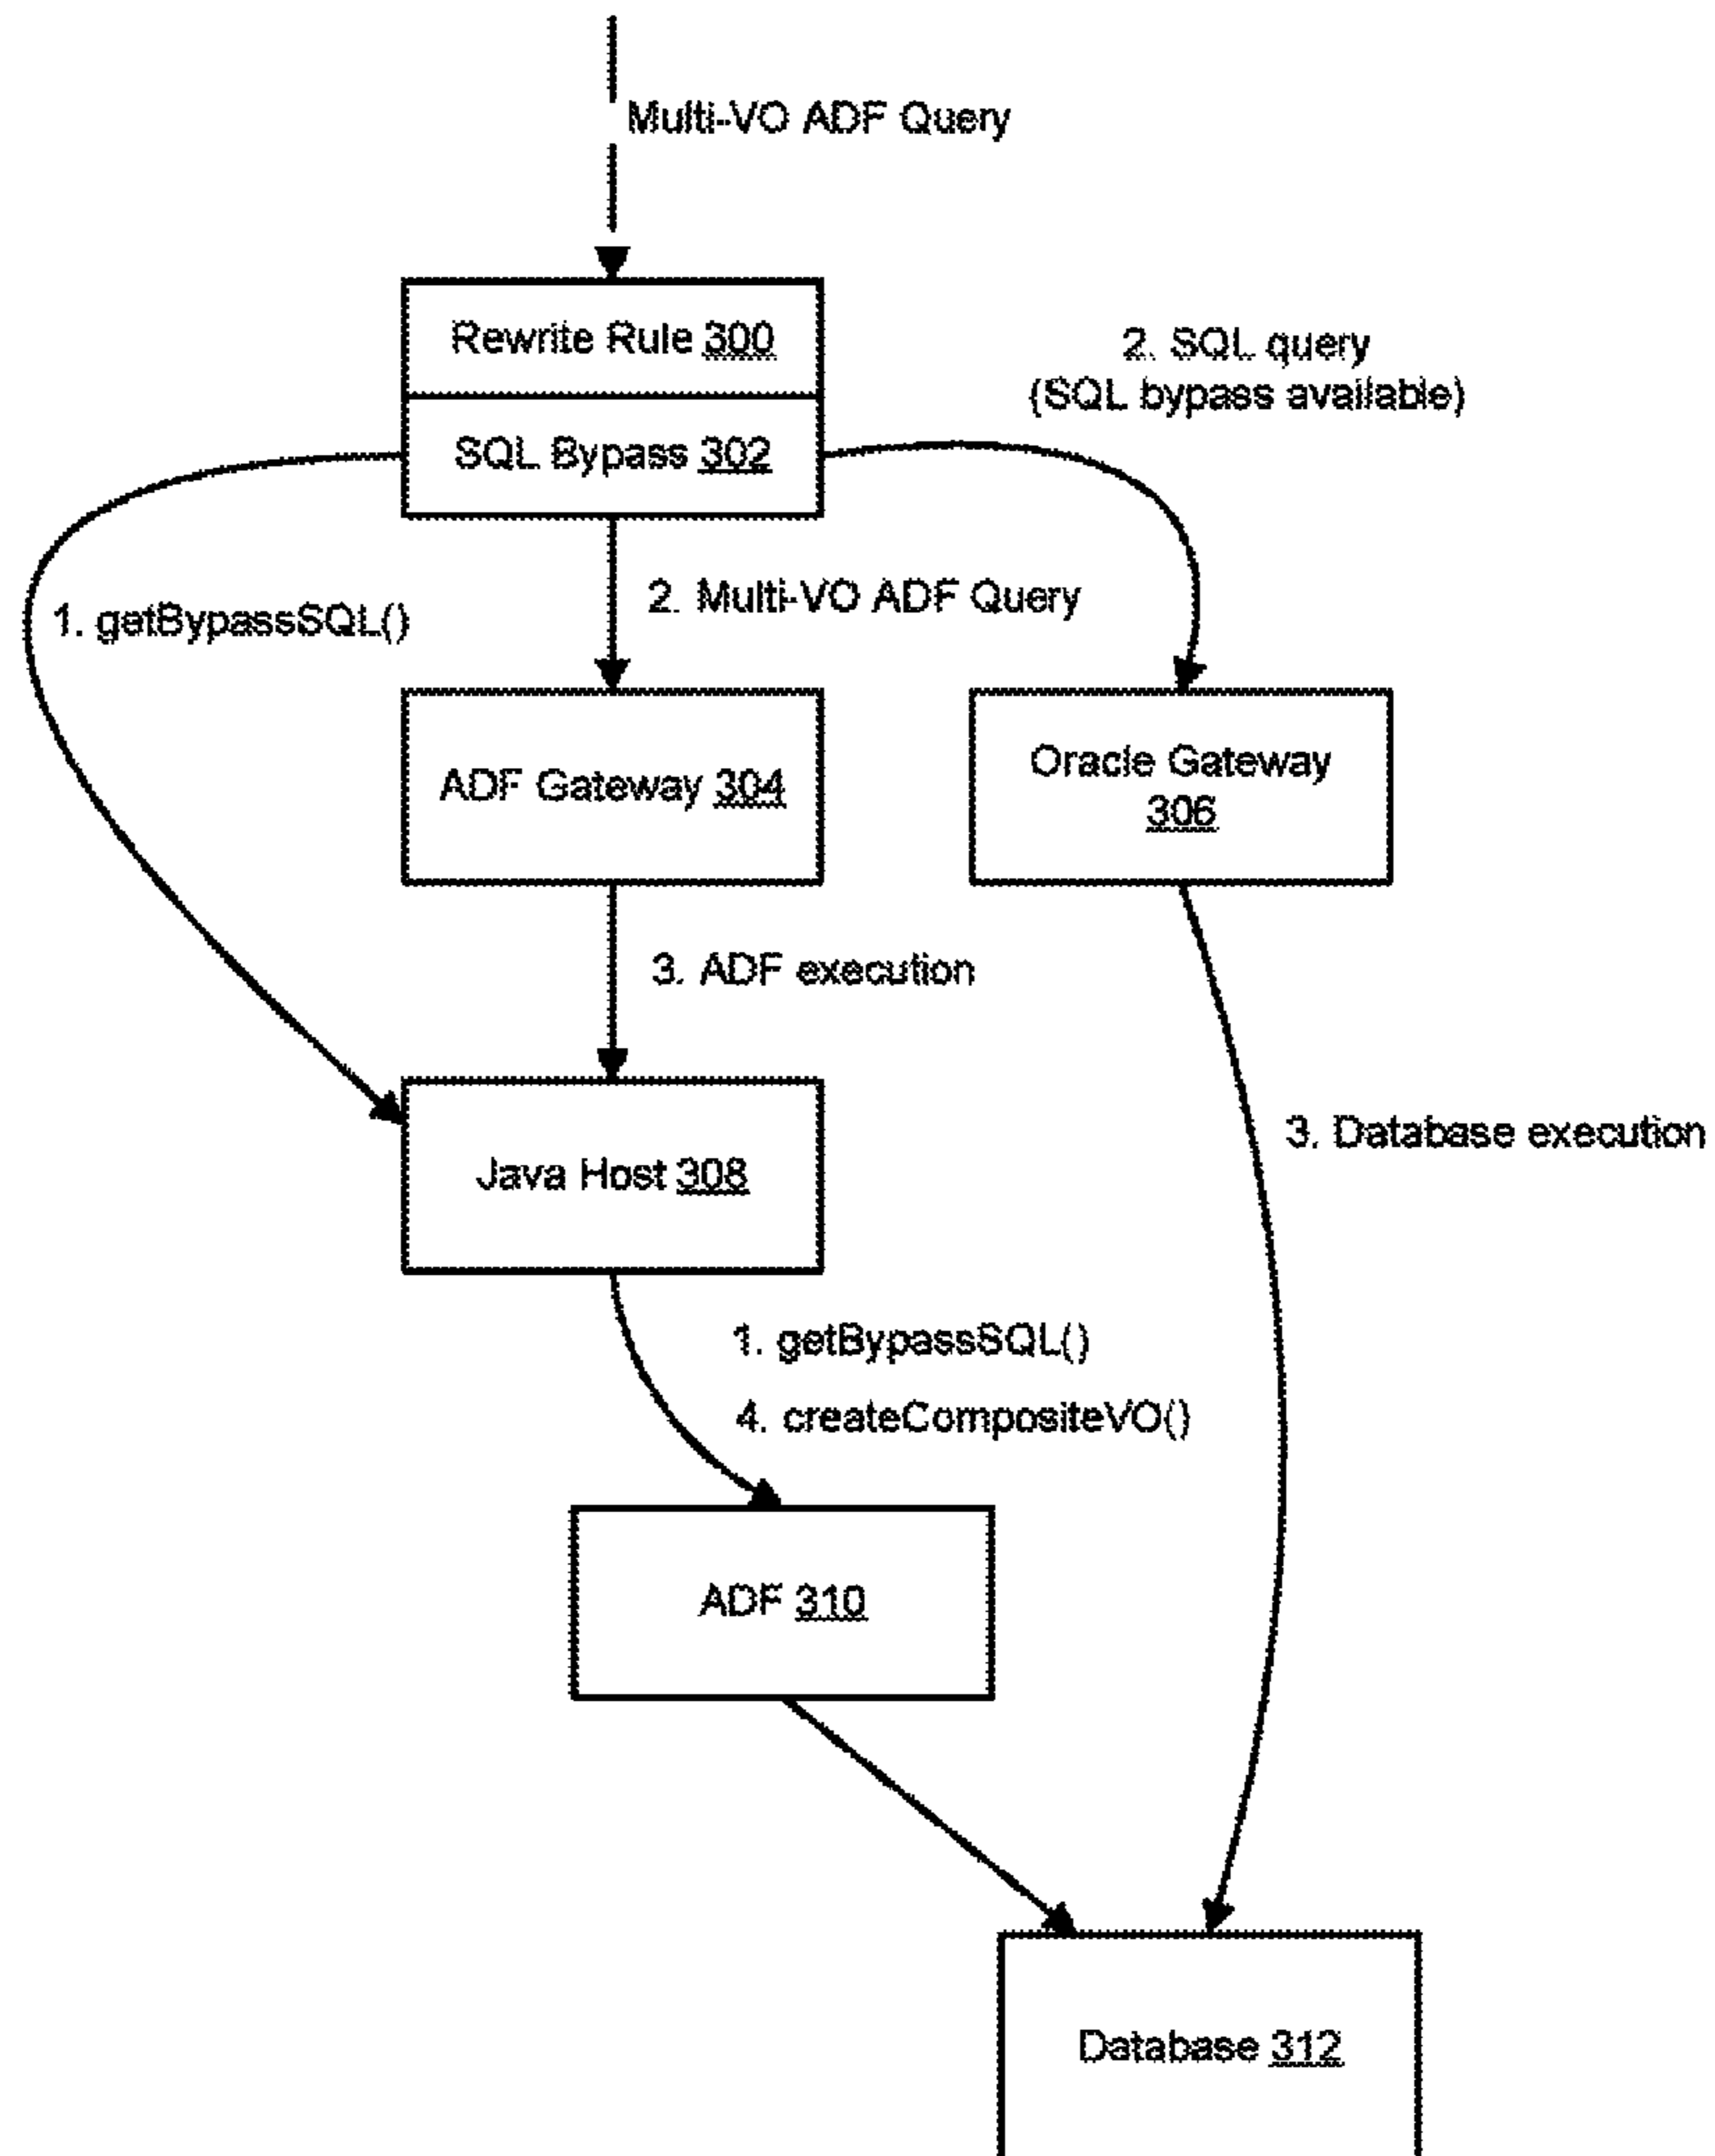 Multi-VO ADF Query
Rewrite Rule 300
2. SQL query
(SQL bypass available)
SQL Bypass 302
1. getBypassSQL()
2. Multi-VO ADF Query
ADF Gateway 304
Oracle Gateway
306
3. ADF execution
3. Database execution
Java Host 308
1. getBypassSQL()
4. createCompositeVO()
ADF 310
Database 312